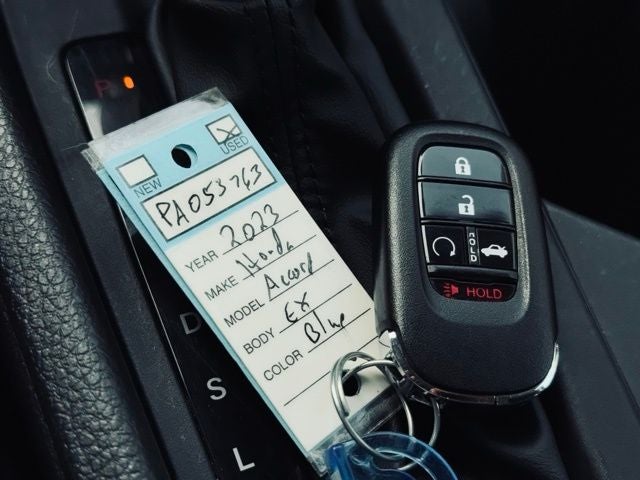 P
NEW
USED
PA053763
YEAR 2023
MAKE Honda
MODEL Accord
BODY EX
COLOR Blue
D
S
L
HOLD
HOLD